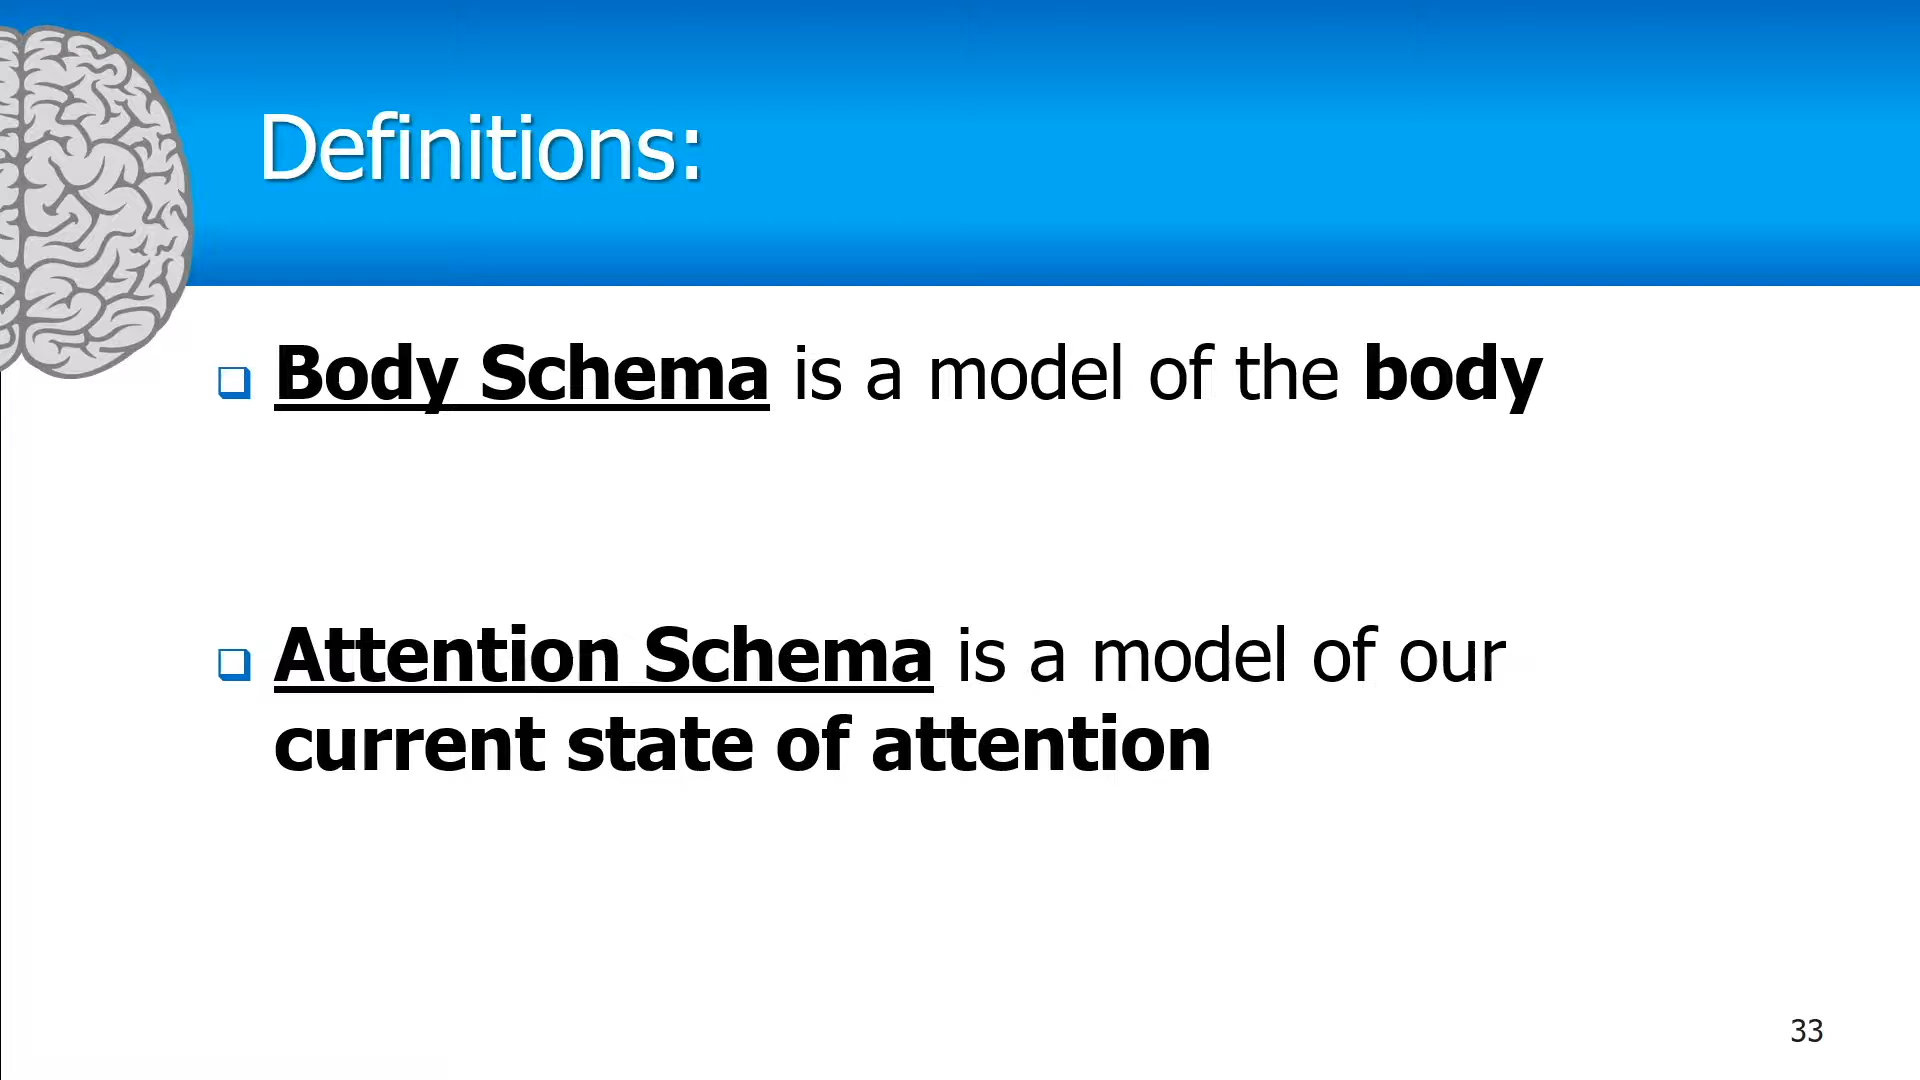 Definitions:
Body Schema is a model of the body
Attention Schema is a model of our
current state of attention
33